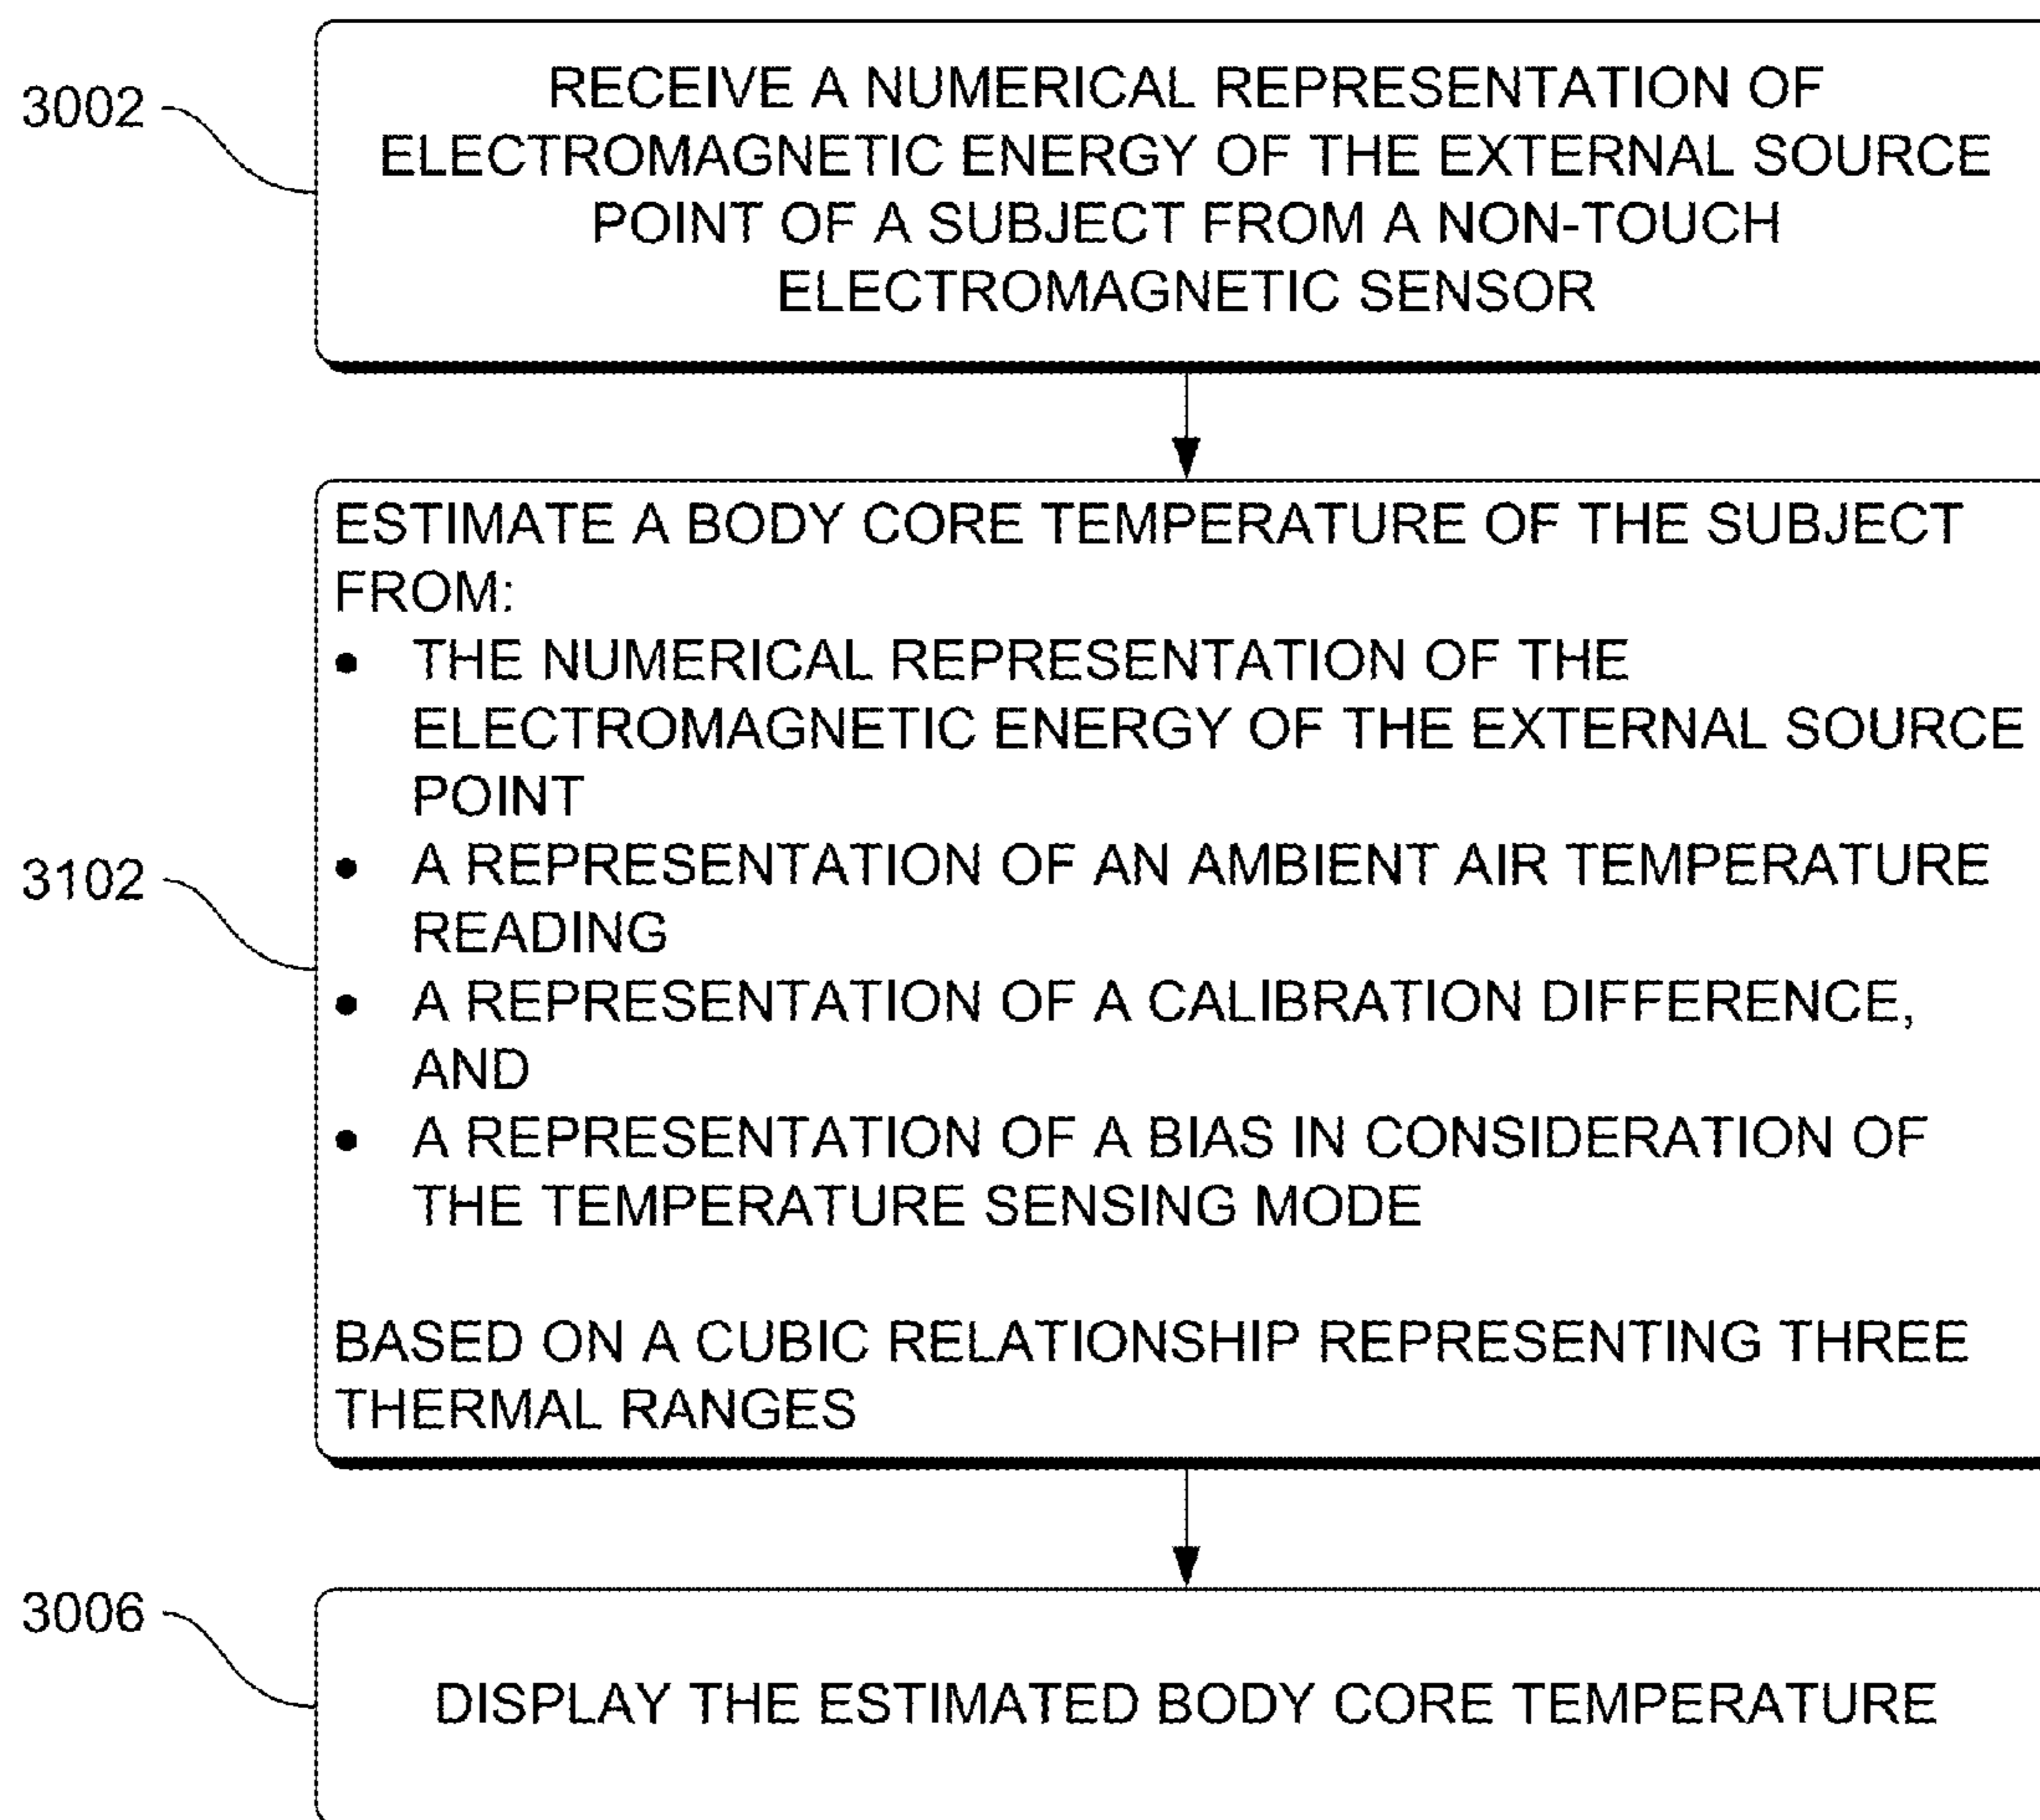 3002
RECEIVE A NUMERICAL REPRESENTATION OF
ELECTROMAGNETIC ENERGY OF THE EXTERNAL SOURCE
POINT OF A SUBJECT FROM A NON-TOUCH
ELECTROMAGNETIC SENSOR
3102
ESTIMATE A BODY CORE TEMPERATURE OF THE SUBJECT
FROM:
• THE NUMERICAL REPRESENTATION OF THE
ELECTROMAGNETIC ENERGY OF THE EXTERNAL SOURCE
POINT
• A REPRESENTATION OF AN AMBIENT AIR TEMPERATURE
READING
• A REPRESENTATION OF A CALIBRATION DIFFERENCE,
AND
• A REPRESENTATION OF A BIAS IN CONSIDERATION OF
THE TEMPERATURE SENSING MODE
BASED ON A CUBIC RELATIONSHIP REPRESENTING THREE
THERMAL RANGES
3006
DISPLAY THE ESTIMATED BODY CORE TEMPERATURE